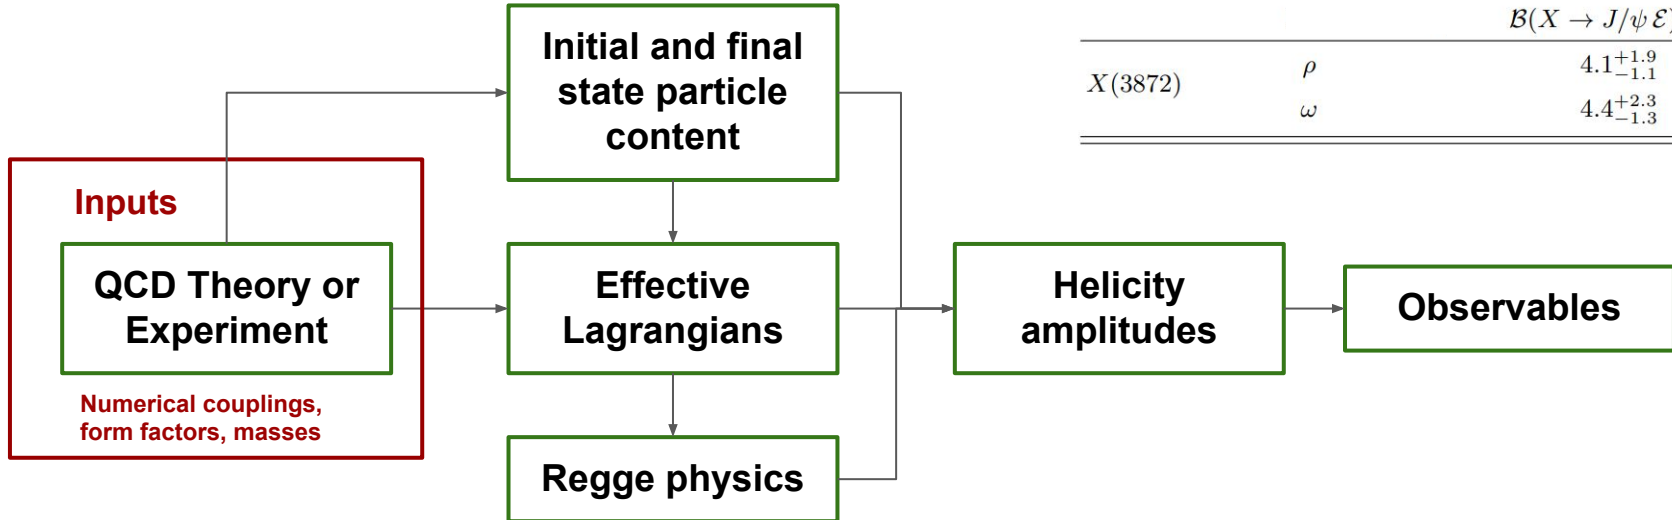 Initial and final
state particle
content
B(X → J/ψ ℰ)
X(3872) ρ 4.1^{+1.9}_{-1.1}
ω 4.4^{+2.3}_{-1.3}
Inputs
QCD Theory or
Experiment
Numerical couplings,
form factors, masses
Effective
Lagrangians
Regge physics
Helicity
amplitudes
Observables